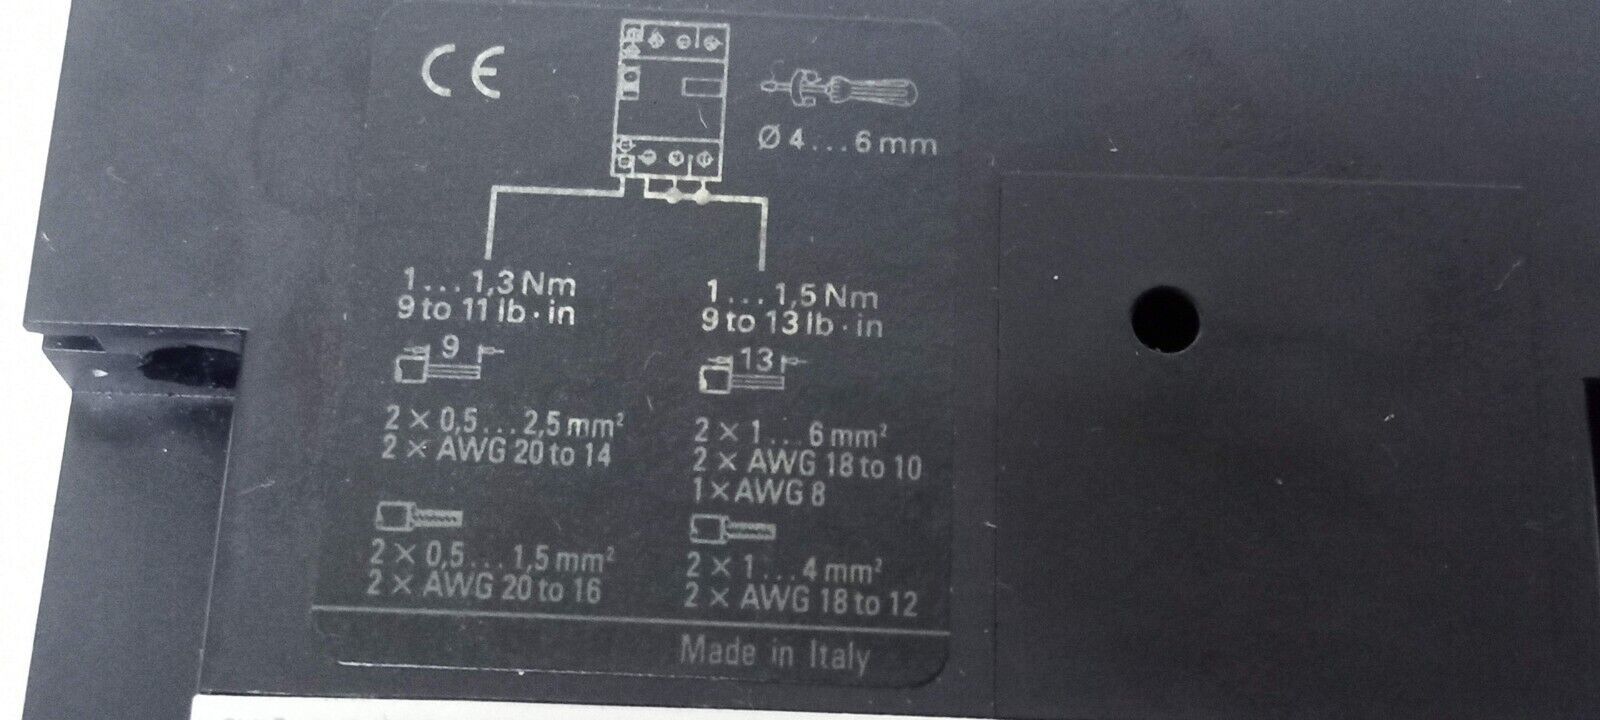 CE
Ø 4...6 mm
1...1,3 Nm
9 to 11 lb·in
9
2 × 0,5...2,5 mm²
2 × AWG 20 to 14
2 × 0,5...1,5 mm²
2 × AWG 20 to 16
1...1,5 Nm
9 to 13 lb·in
13
2 × 1...6 mm²
2 × AWG 18 to 10
1 × AWG 8
2 × 1...4 mm²
2 × AWG 18 to 12
Made in Italy